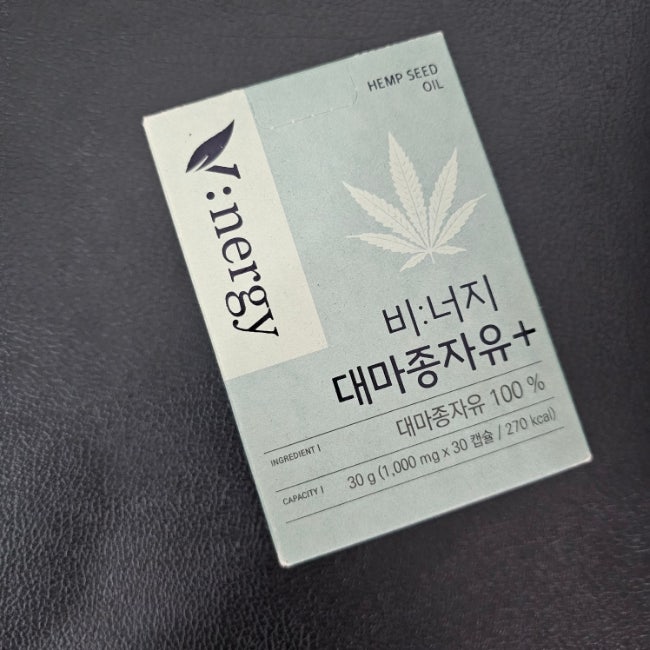 HEMP SEED
OIL
V:nergy
비:너지
대마종자유+
INGREDIENT | 대마종자유 100 %
CAPACITY | 30 g (1,000 mg x 30 캡슐 / 270 kcal)